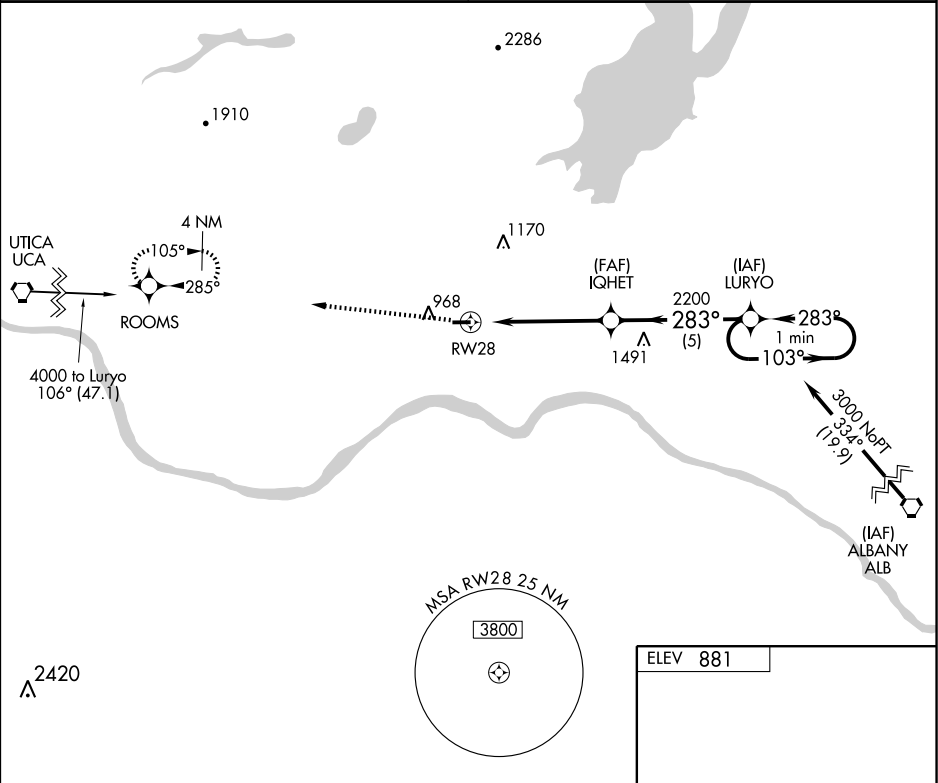 2286
1910
1170
4 NM
105°
285°
ROOMS
UTICA
UCA
4000 to Luryo
106° (47.1)
968
RW28
(FAF)
IQHET
1491
2200
283°
(5)
(IAF)
LURYO
283°
1 min
103°
3000 NoPT
334°
(19.9)
(IAF)
ALBANY
ALB
MSA RW28 25 NM
3800
2420
ELEV 881